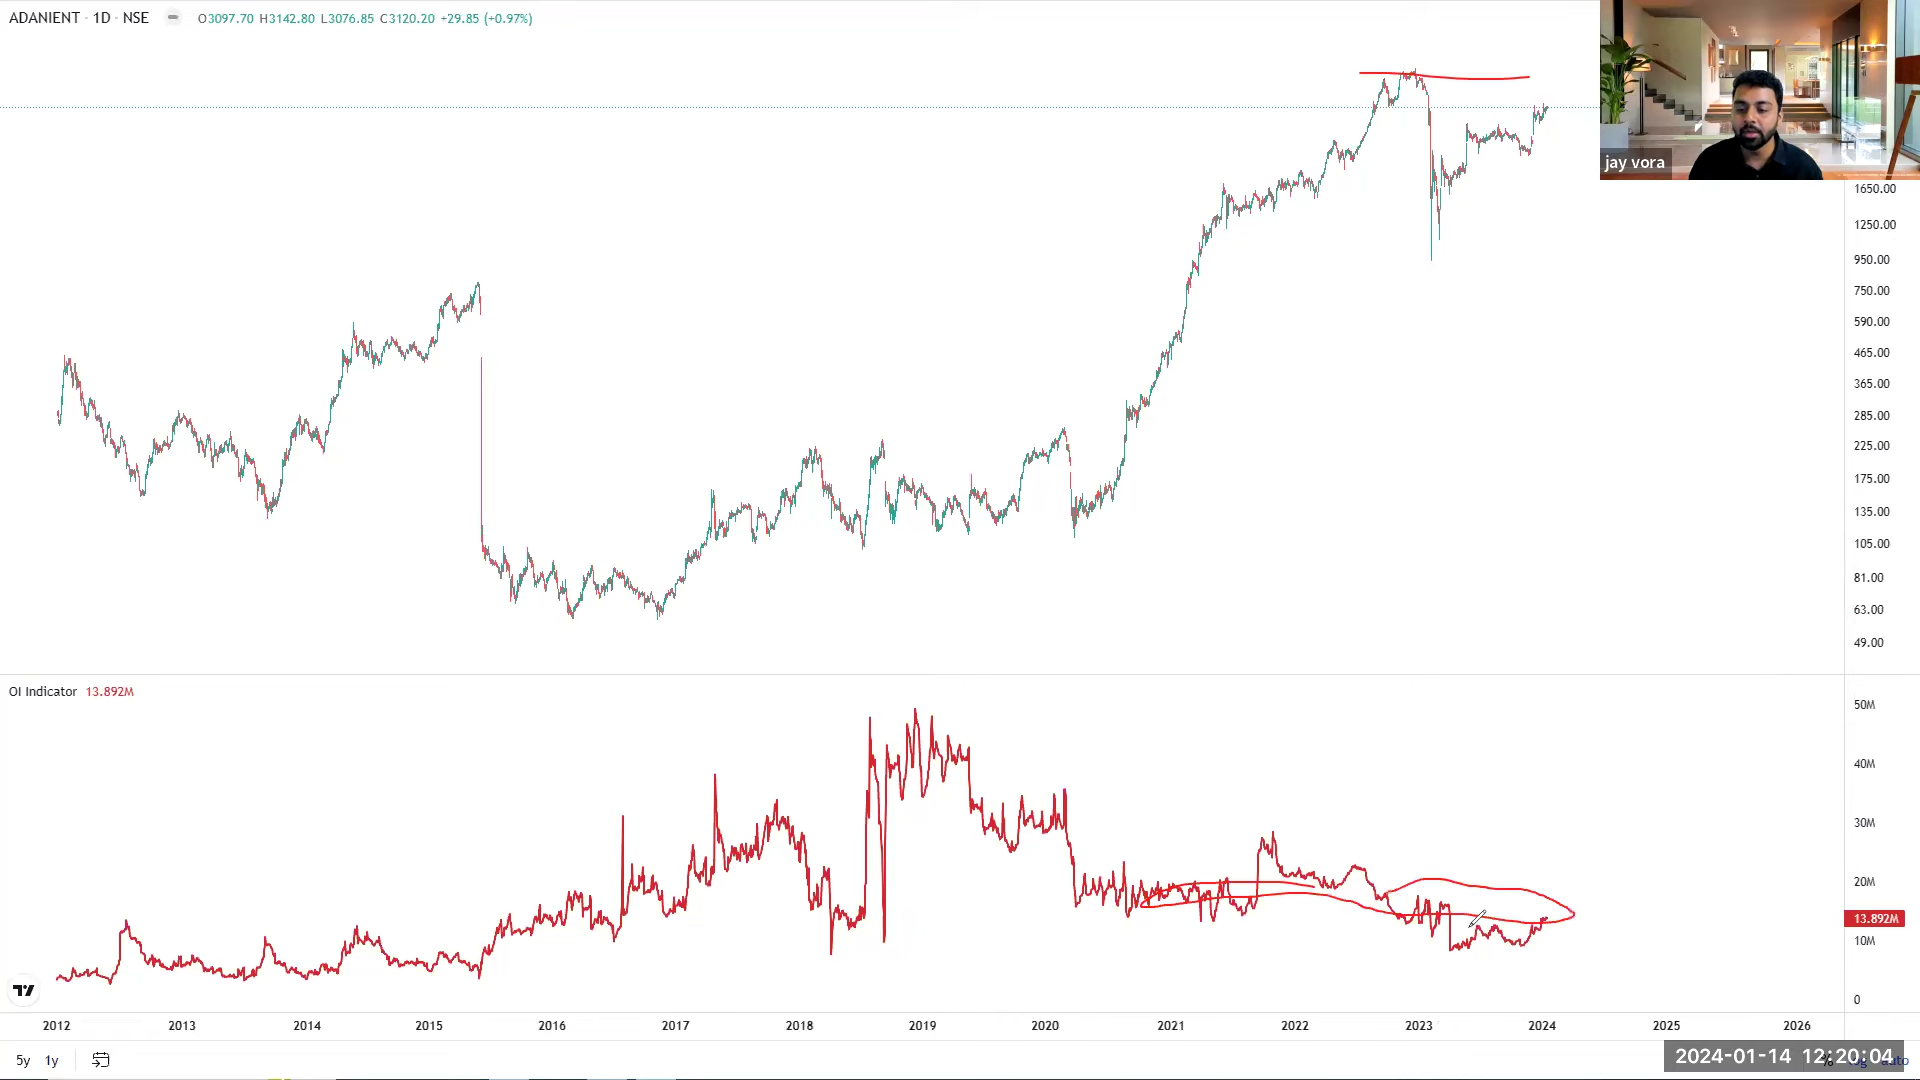 ADANIENT · 1D · NSE
O3097.70 H3142.80 L3076.85 C3120.20 +29.85 (+0.97%)
jay vora
1650.00
1250.00
950.00
750.00
590.00
465.00
365.00
285.00
225.00
175.00
135.00
105.00
81.00
63.00
49.00
OI Indicator 13.892M
50M
40M
30M
20M
13.892M
10M
0
2012 2013 2014 2015 2016 2017 2018 2019 2020 2021 2022 2023 2024 2025 2026
5y 1y
2024-01-14 12:20:04
% auto